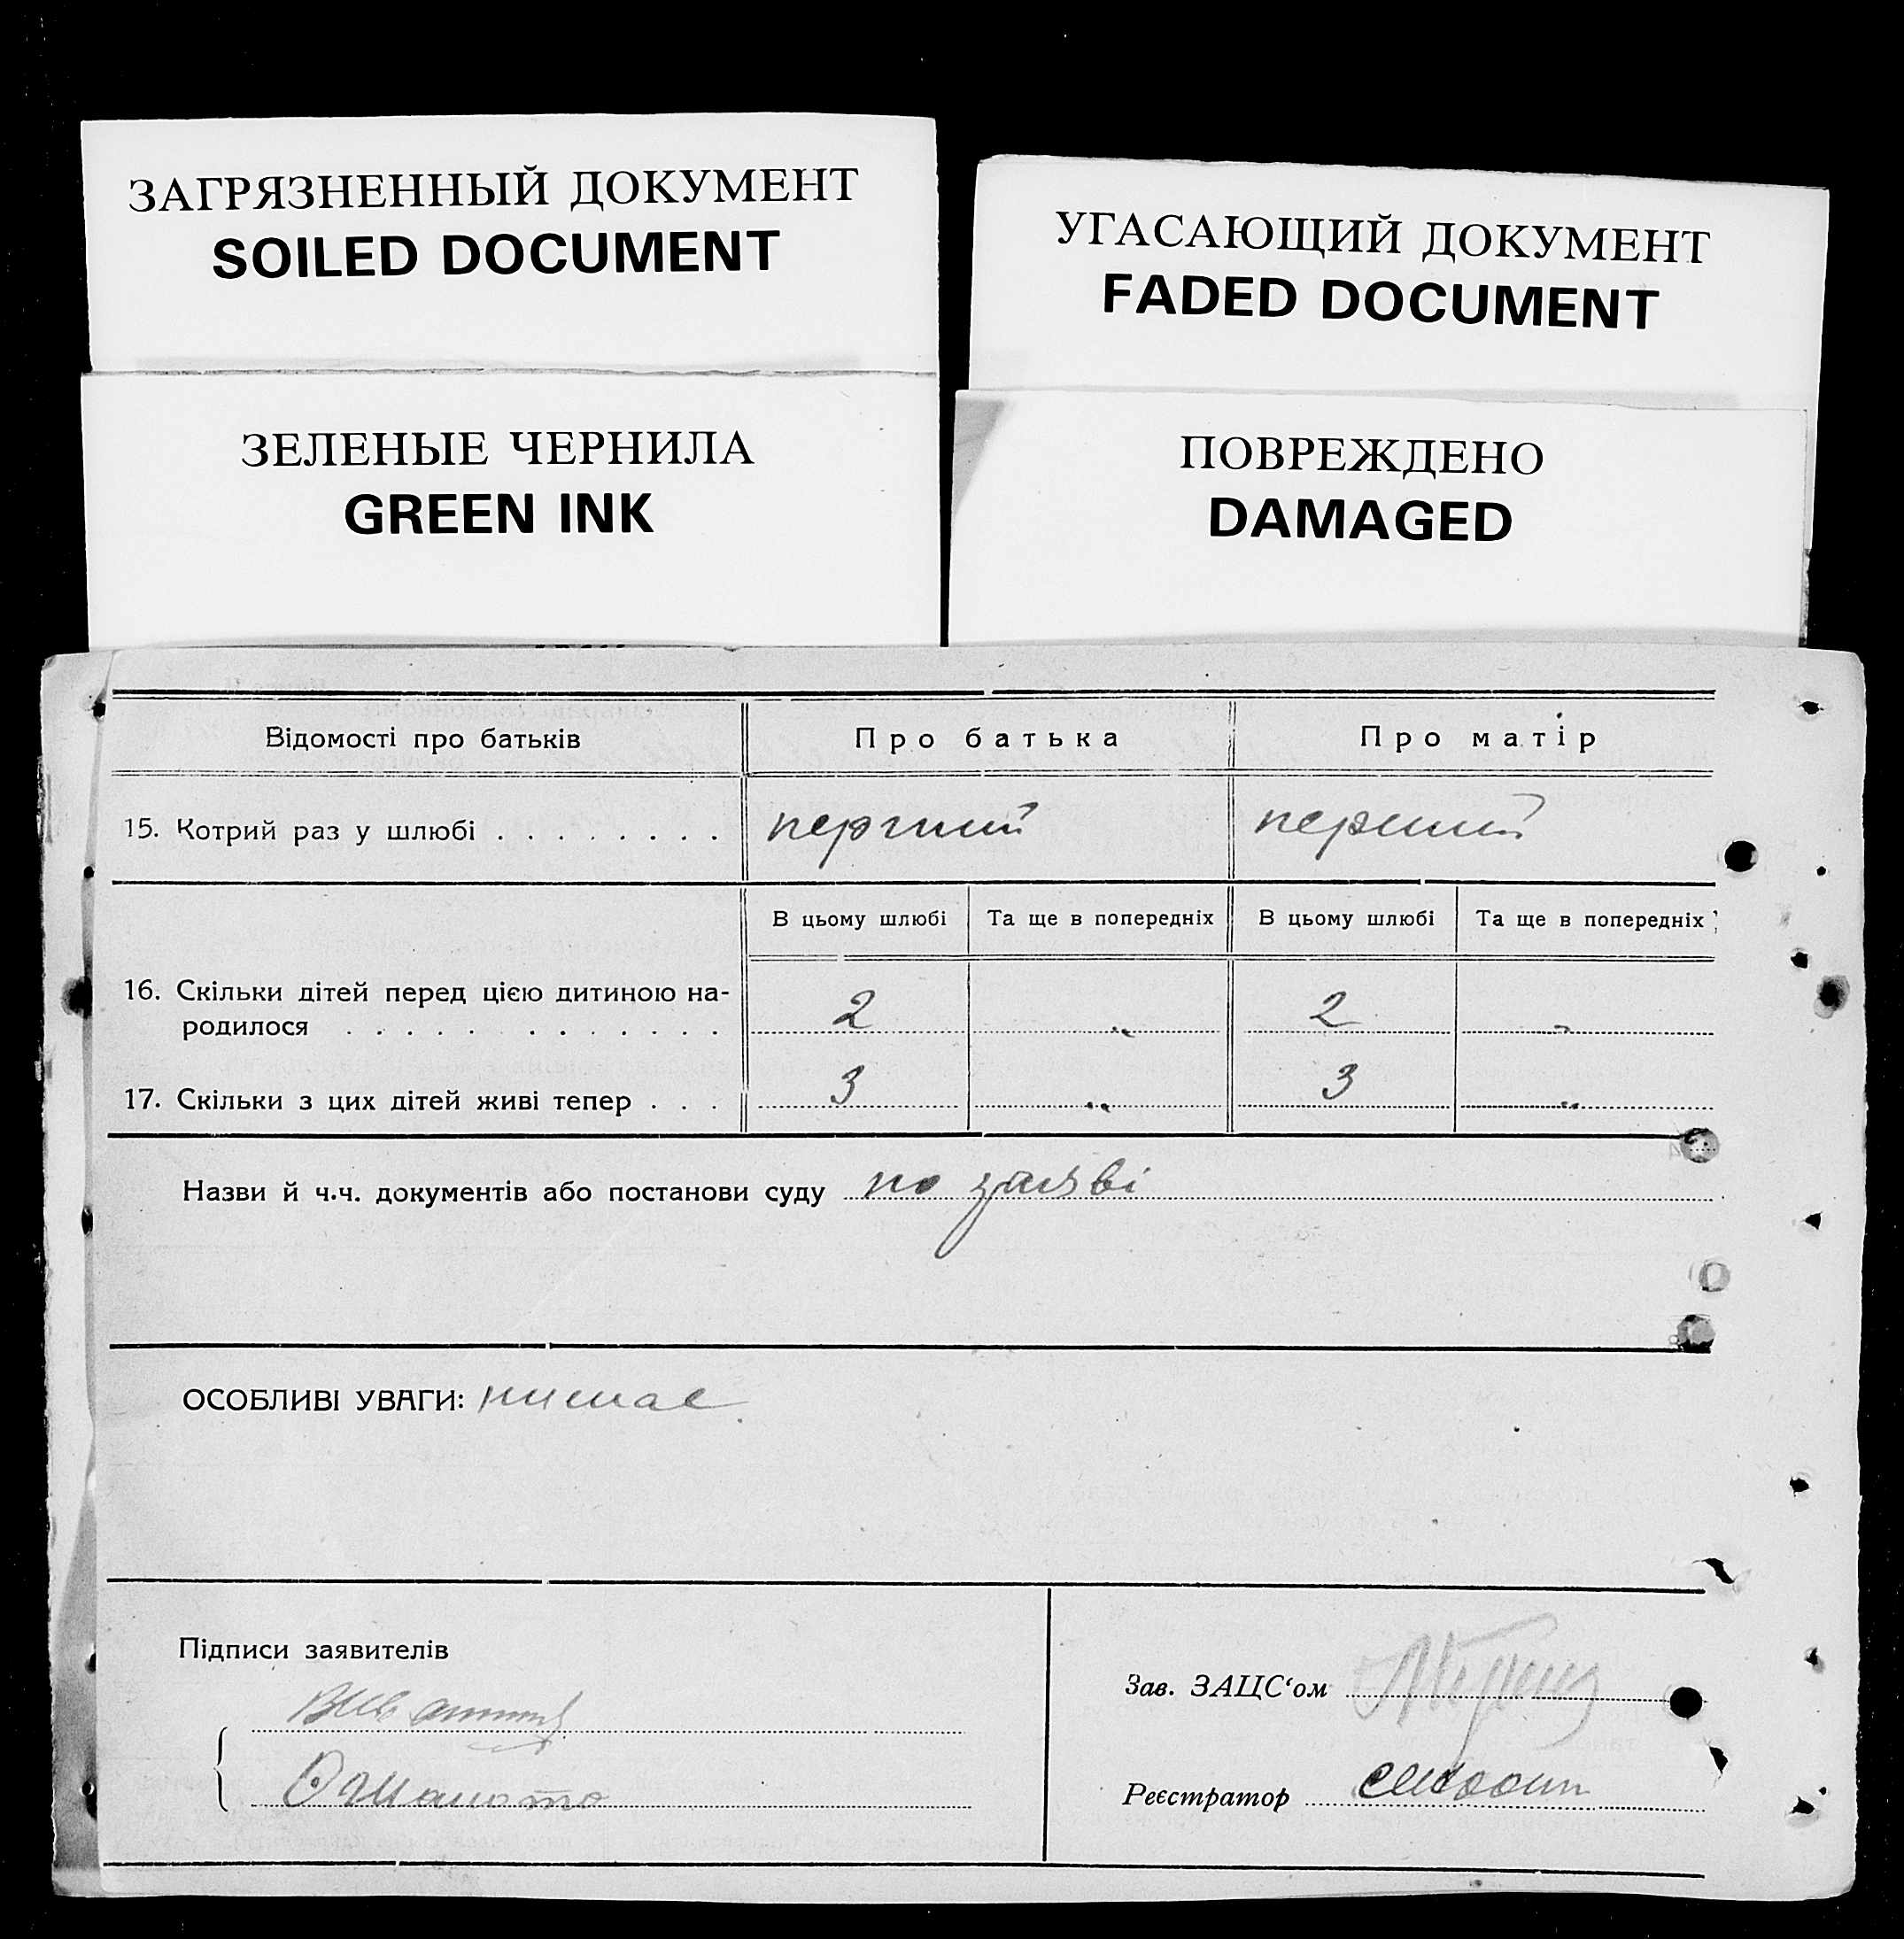 ЗАГРЯЗНЕННЫЙ ДОКУМЕНТ
SOILED DOCUMENT
УГАСАЮЩИЙ ДОКУМЕНТ
FADED DOCUMENT
ЗЕЛЕНЫЕ ЧЕРНИЛА
GREEN INK
ПОВРЕЖДЕНО
DAMAGED
Відомості про батьків Про батька Про матір
15. Котрий раз у шлюбі . . . . . . . . перший перший
В цьому шлюбі Та ще в попередніх В цьому шлюбі Та ще в попередніх
16. Скільки дітей перед цією дитиною на-
родилося . . . . . . . . . . . . . 2 „ 2 „
17. Скільки з цих дітей живі тепер . . . 3 „ 3 „
Назви й ч.ч. документів або постанови суду по заяві
ОСОБЛИВІ УВАГИ: немає
Підписи заявителів
Зав. ЗАЦС‘ом
Реєстратор